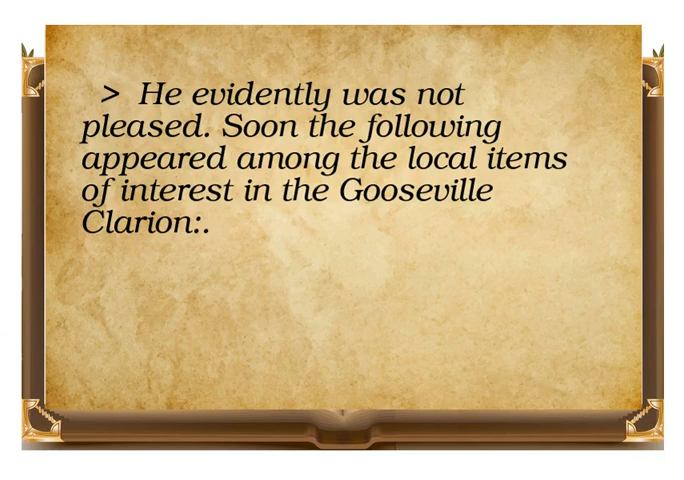 > He evidently was not
pleased. Soon the following
appeared among the local items
of interest in the Gooseville
Clarion:.